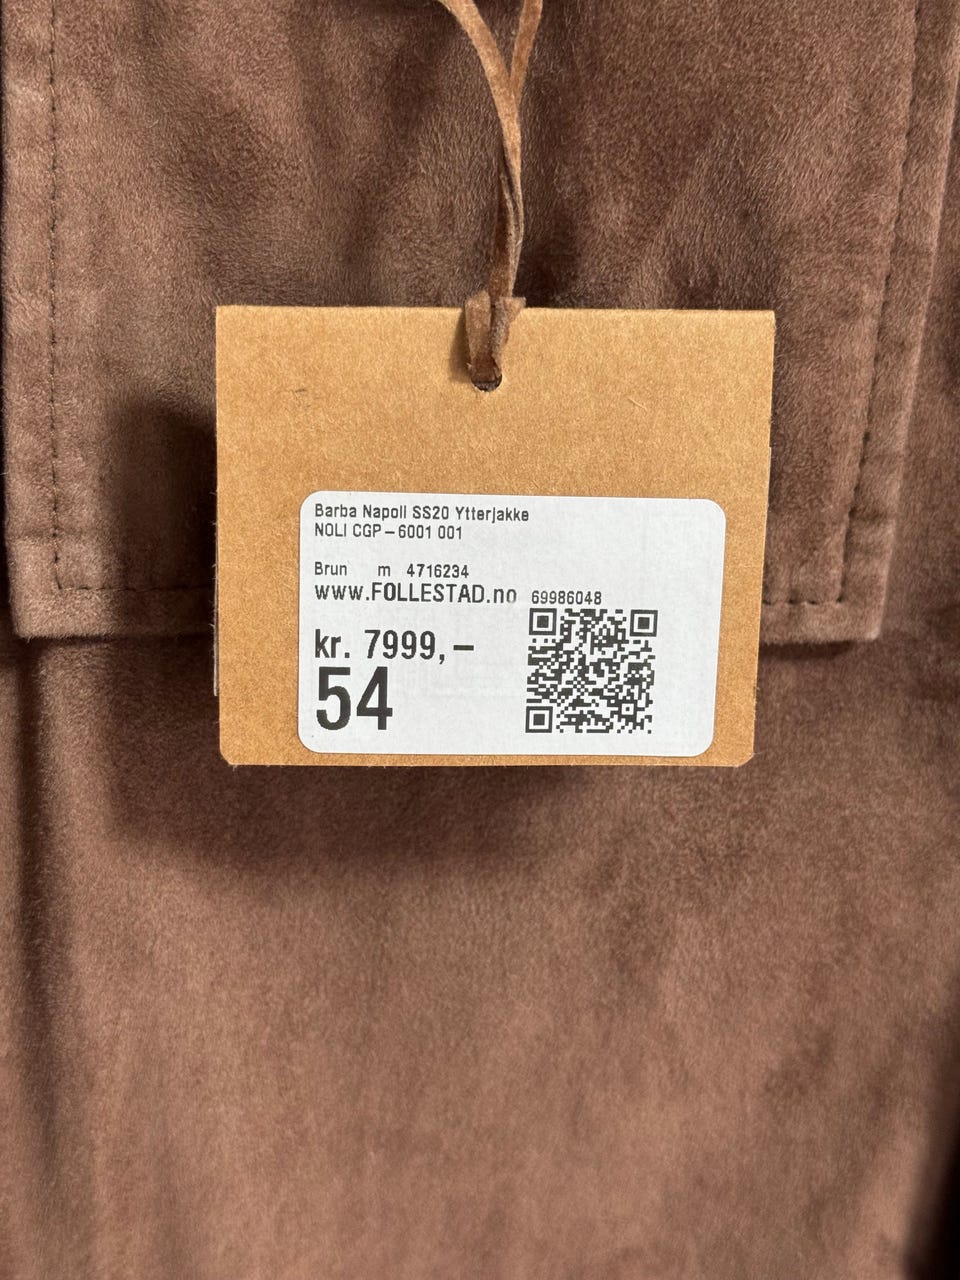 Barba Napoli SS20 Ytterjakke
NOLI CGP-6001 001
Brun m 4716234
www.FOLLESTAD.no 69986048
kr. 7999,-
54